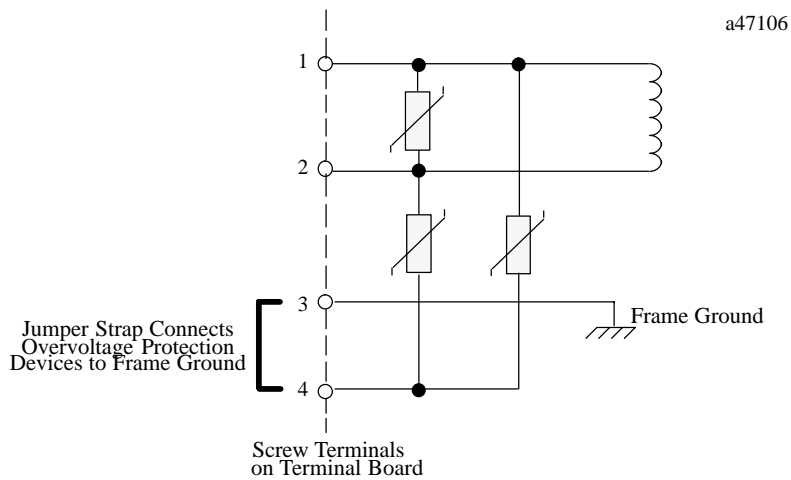 a47106
1
2
3
Frame Ground
Jumper Strap Connects
Overvoltage Protection
Devices to Frame Ground
4
Screw Terminals
on Terminal Board